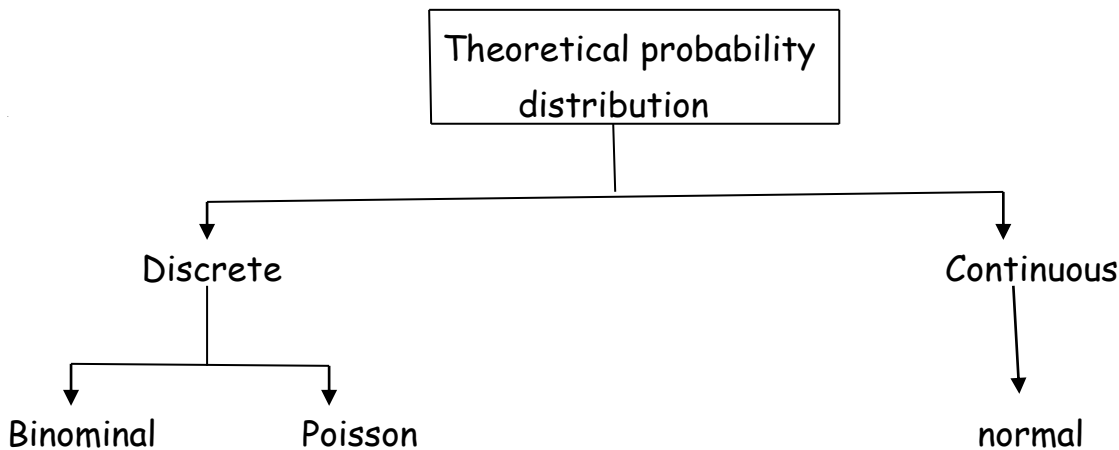 Theoretical probability
distribution
Discrete
Continuous
Binominal
Poisson
normal